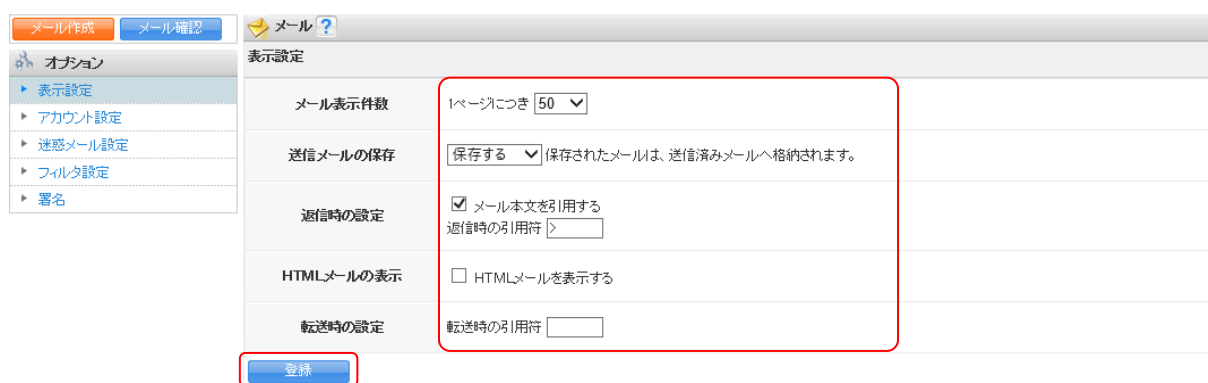 メール作成
メール確認
メール ?
オプション
表示設定
アカウント設定
迷惑メール設定
フィルタ設定
署名
表示設定
メール表示件数
1ページにつき 50
送信メールの保存
保存する 保存されたメールは、送信済みメールへ格納されます。
返信時の設定
メール本文を引用する
返信時の引用符 >
HTMLメールの表示
HTMLメールを表示する
転送時の設定
転送時の引用符
登録